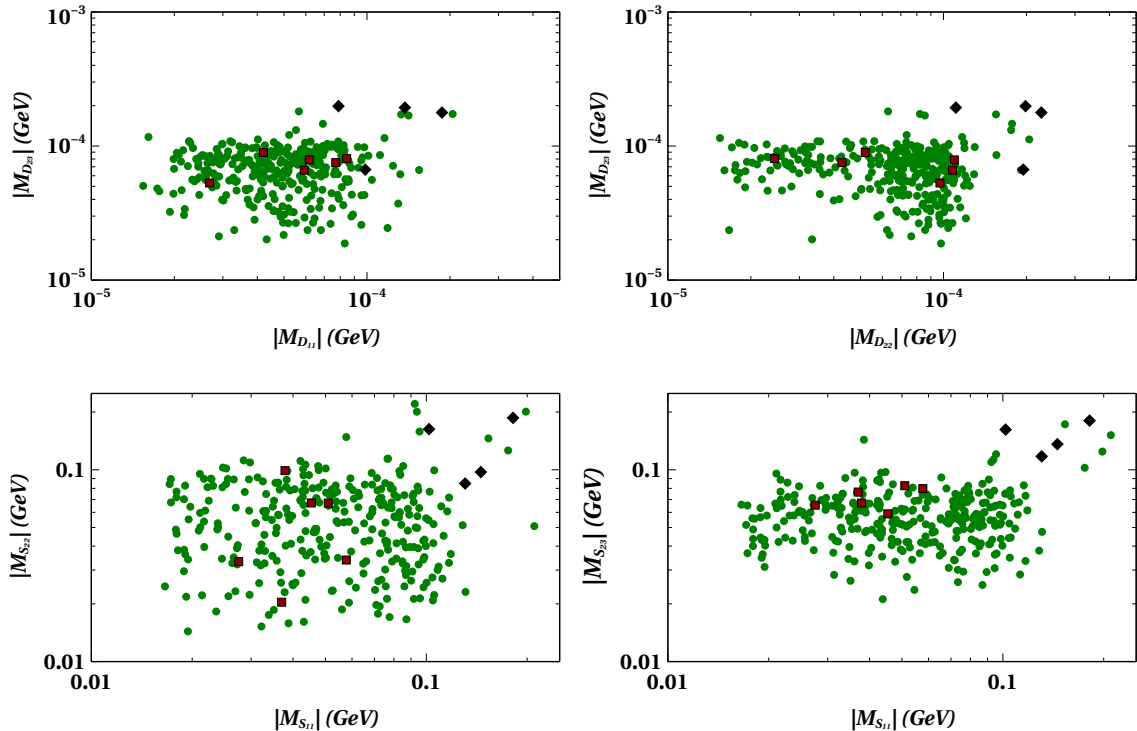 10⁻³ 10⁻³
|M_D₂₃| (GeV) |M_D₂₃| (GeV)
10⁻⁴ 10⁻⁴
10⁻⁵ 10⁻⁵
10⁻⁵ 10⁻⁴ 10⁻⁵ 10⁻⁴
|M_D₁₁| (GeV) |M_D₂₂| (GeV)
|M_S₂₂| (GeV) |M_S₂₃| (GeV)
0.1 0.1
0.01 0.01
0.01 0.1 0.01 0.1
|M_S₁₁| (GeV) |M_S₁₁| (GeV)